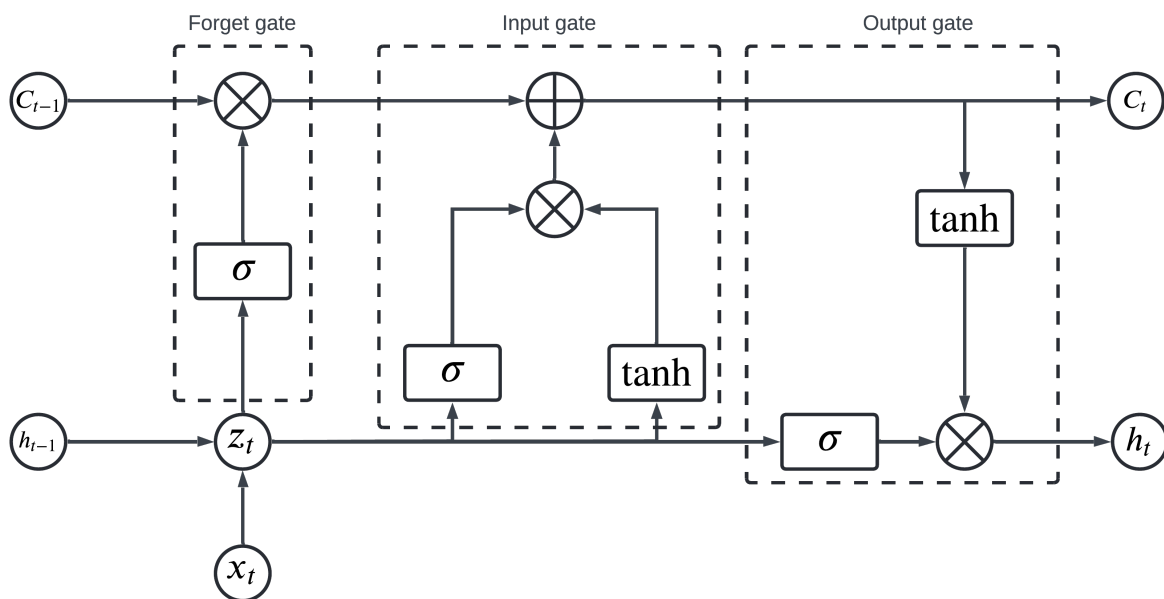 Forget gate
Input gate
Output gate
C_{t−1}
C_t
tanh
σ
σ
tanh
h_{t−1}
z_t
σ
h_t
x_t